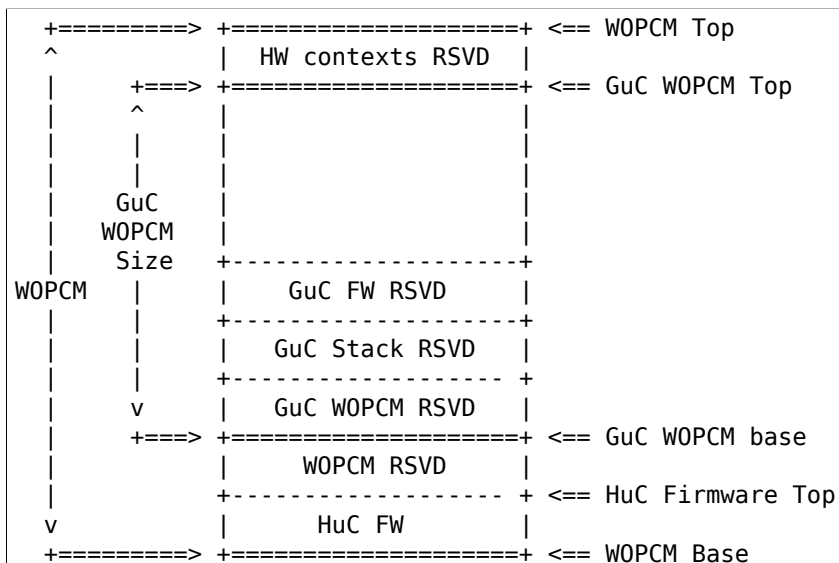 +=========> +====================+ <== WOPCM Top
   ^           |  HW contexts RSVD  |
   |     +===> +====================+ <== GuC WOPCM Top
   |     ^     |                    |
   |     |     |                    |
   |     |     |                    |
   |    GuC    |                    |
   |   WOPCM   |                    |
   |    Size   +--------------------+
 WOPCM   |     |    GuC FW RSVD     |
   |     |     +--------------------+
   |     |     |   GuC Stack RSVD   |
   |     |     +------------------- +
   |     v     |   GuC WOPCM RSVD   |
   |     +===> +====================+ <== GuC WOPCM base
   |           |     WOPCM RSVD     |
   |           +------------------- + <== HuC Firmware Top
   v           |      HuC FW        |
   +=========> +====================+ <== WOPCM Base